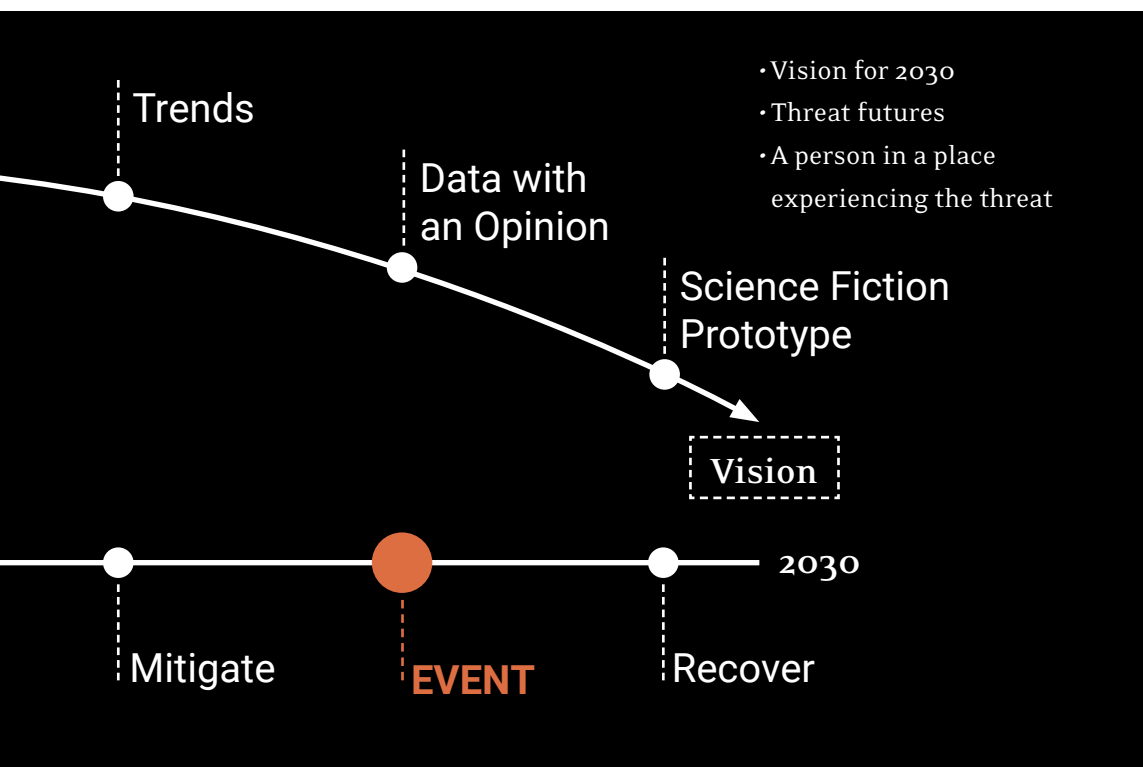 Trends
Data with
an Opinion
Science Fiction
Prototype
·Vision for 2030
·Threat futures
·A person in a place
experiencing the threat
Vision
2030
Mitigate
EVENT
Recover